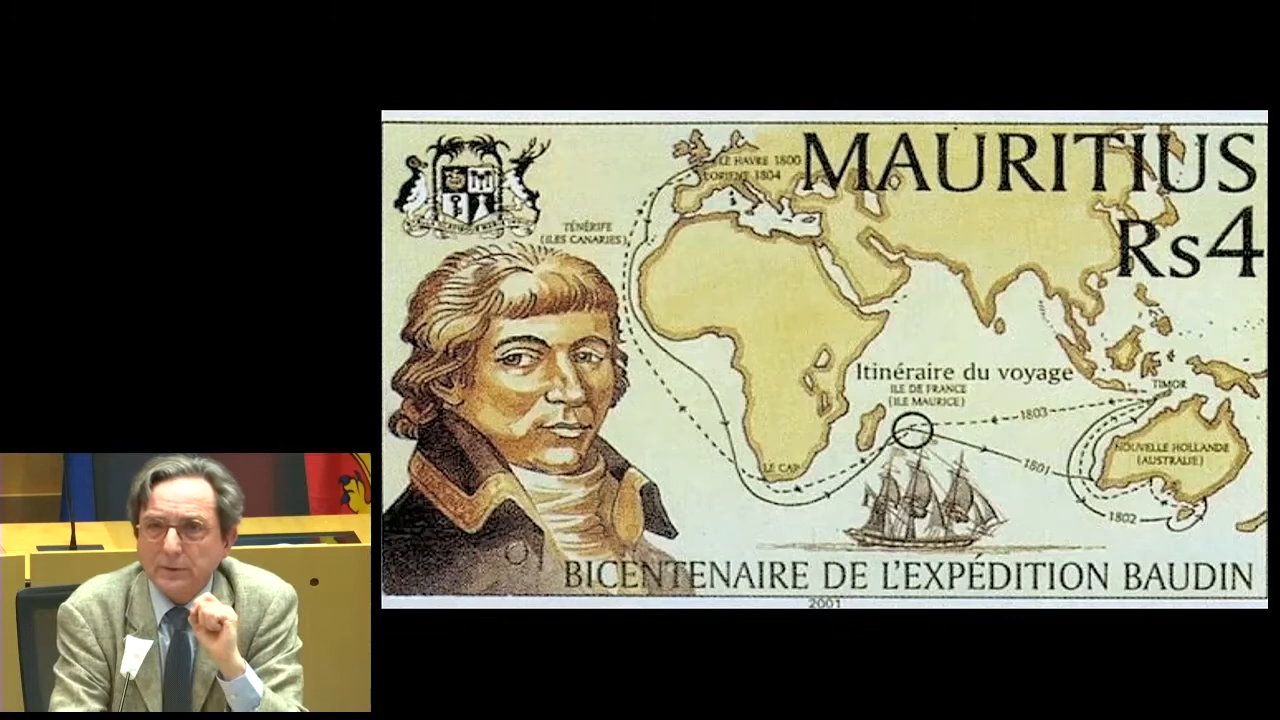 MAURITIUS
Rs4
LE HAVRE 1800
LORIENT 1804
TÉNÉRIFE
(ILES CANARIES)
Itinéraire du voyage
ILE DE FRANCE
(ILE MAURICE)
TIMOR
1803
NOUVELLE HOLLANDE
(AUSTRALIE)
LE CAP
1801
1802
BICENTENAIRE DE L'EXPÉDITION BAUDIN
2001